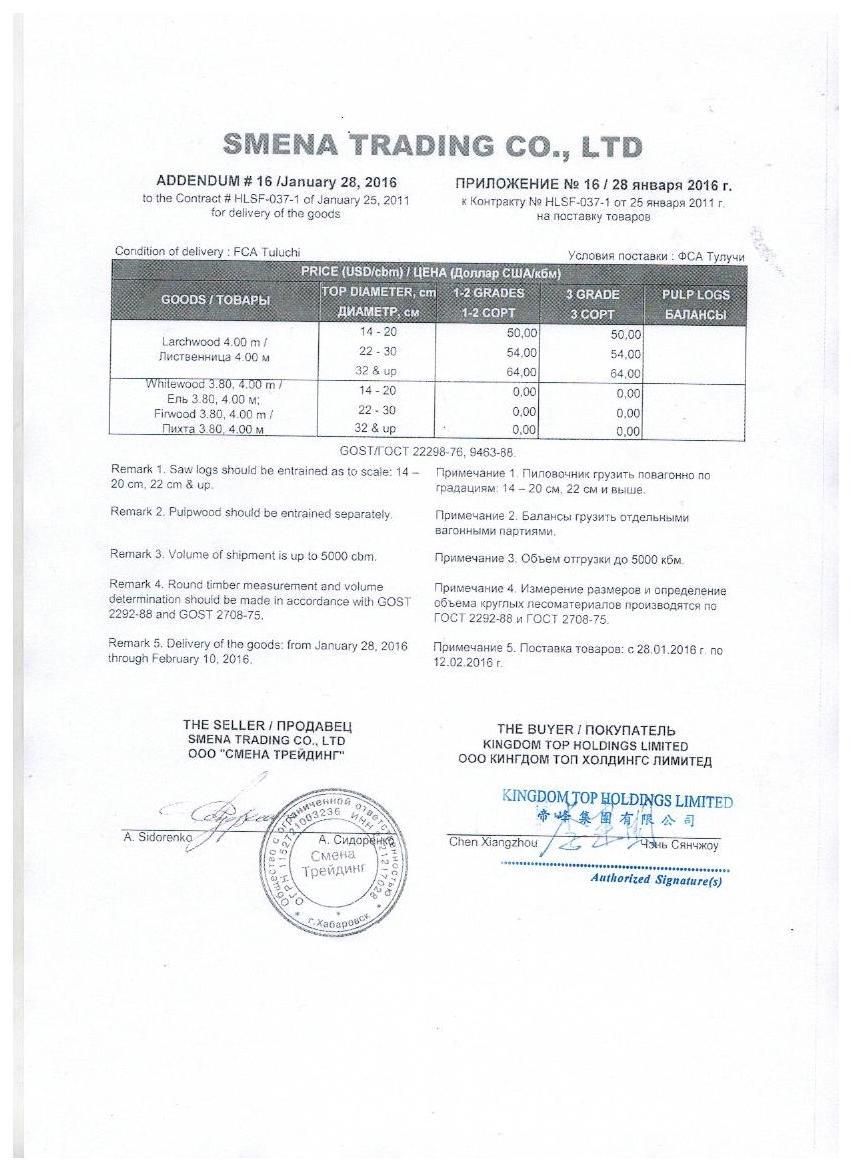 SMENA TRADING CO., LTD
ADDENDUM # 16 /January 28, 2016
to the Contract # HLSF-037-1 of January 25, 2011
for delivery of the goods
ПРИЛОЖЕНИЕ № 16 / 28 января 2016 г.
к Контракту № HLSF-037-1 от 25 января 2011 г.
на поставку товаров
Condition of delivery : FCA Tuluchi
Условия поставки : ФСА Тулучи
PRICE (USD/cbm) / ЦЕНА (Доллар США/кбм)
GOODS / ТОВАРЫ
TOP DIAMETER, cm
ДИАМЕТР, см
1-2 GRADES
1-2 СОРТ
3 GRADE
3 СОРТ
PULP LOGS
БАЛАНСЫ
Larchwood 4.00 m /
Лиственница 4.00 м
14 - 20 50,00 50,00
22 - 30 54,00 54,00
32 & up 64,00 64,00
Whitewood 3.80, 4.00 m /
Ель 3.80, 4.00 м;
Firwood 3.80, 4.00 m /
Пихта 3.80, 4.00 м
14 - 20 0,00 0,00
22 - 30 0,00 0,00
32 & up 0,00 0,00
GOST/ГОСТ 22298-76, 9463-88.
Remark 1. Saw logs should be entrained as to scale: 14 –
20 cm, 22 cm & up.
Примечание 1. Пиловочник грузить повагонно по
градациям: 14 – 20 см, 22 см и выше.
Remark 2. Pulpwood should be entrained separately.
Примечание 2. Балансы грузить отдельными
вагонными партиями.
Remark 3. Volume of shipment is up to 5000 cbm.
Примечание 3. Объем отгрузки до 5000 кбм.
Remark 4. Round timber measurement and volume
determination should be made in accordance with GOST
2292-88 and GOST 2708-75.
Примечание 4. Измерение размеров и определение
объема круглых лесоматериалов производятся по
ГОСТ 2292-88 и ГОСТ 2708-75.
Remark 5. Delivery of the goods: from January 28, 2016
through February 10, 2016.
Примечание 5. Поставка товаров: с 28.01.2016 г. по
12.02.2016 г.
THE SELLER / ПРОДАВЕЦ
SMENA TRADING CO., LTD
ООО "СМЕНА ТРЕЙДИНГ"
THE BUYER / ПОКУПАТЕЛЬ
KINGDOM TOP HOLDINGS LIMITED
ООО КИНГДОМ ТОП ХОЛДИНГС ЛИМИТЕД
KINGDOM TOP HOLDINGS LIMITED
帝峰集團有限公司
A. Sidorenko
А. Сидоренко
Chen Xiangzhou
Чэнь Сянчжоу
Authorized Signature(s)
Общество с ограниченной ответственностью
ОГРН 1152721003236 ИНН
Смена
Трейдинг
г.Хабаровск